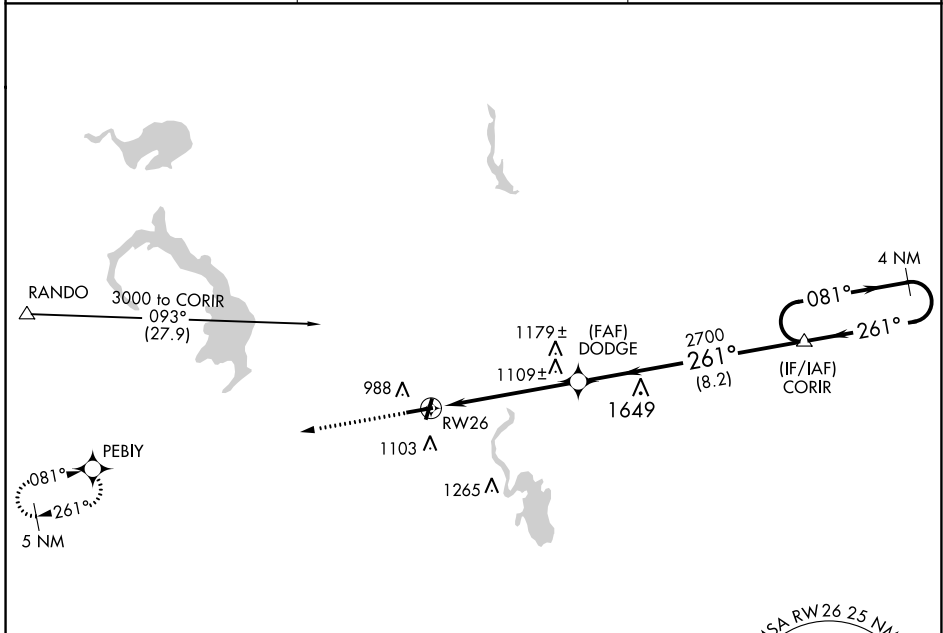 4 NM
081°
261°
RANDO
3000 to CORIR
093°
(27.9)
1179±
(FAF)
DODGE
2700
261°
(8.2)
(IF/IAF)
CORIR
1109±
1649
988
RW26
1103
PEBIY
081°
261°
5 NM
1265
MSA RW26 25 NM